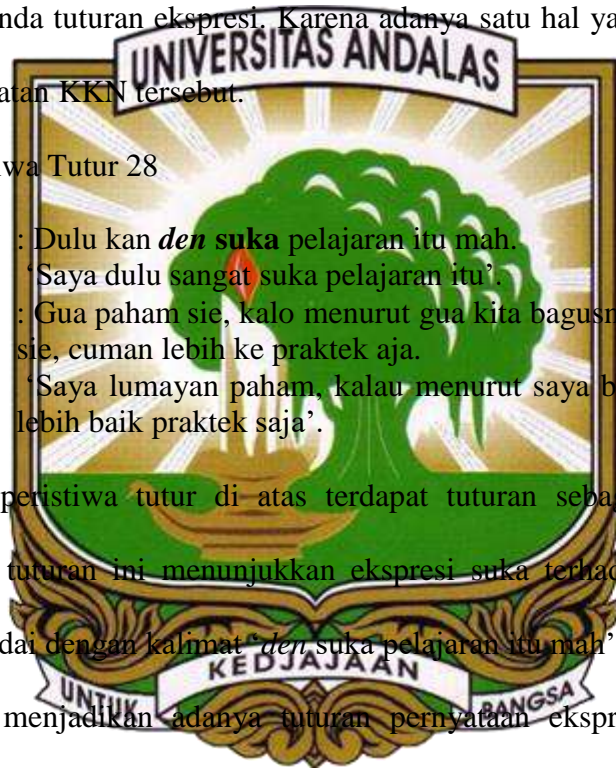 nda tuturan ekspresi. Karena adanya satu hal ya
UNIVERSITAS ANDALAS
atan KKN tersebut.
wa Tutur 28
: Dulu kan den suka pelajaran itu mah.
'Saya dulu sangat suka pelajaran itu'.
: Gua paham sie, kalo menurut gua kita bagusn
sie, cuman lebih ke praktek aja.
'Saya lumayan paham, kalau menurut saya b
lebih baik praktek saja'.
peristiwa tutur di atas terdapat tuturan seba
tuturan ini menunjukkan ekspresi suka terhad
dai dengan kalimat 'den suka pelajaran itu mah'
UNTUK KEDJAJAAN BANGSA
menjadikan adanya tuturan pernyataan ekspr